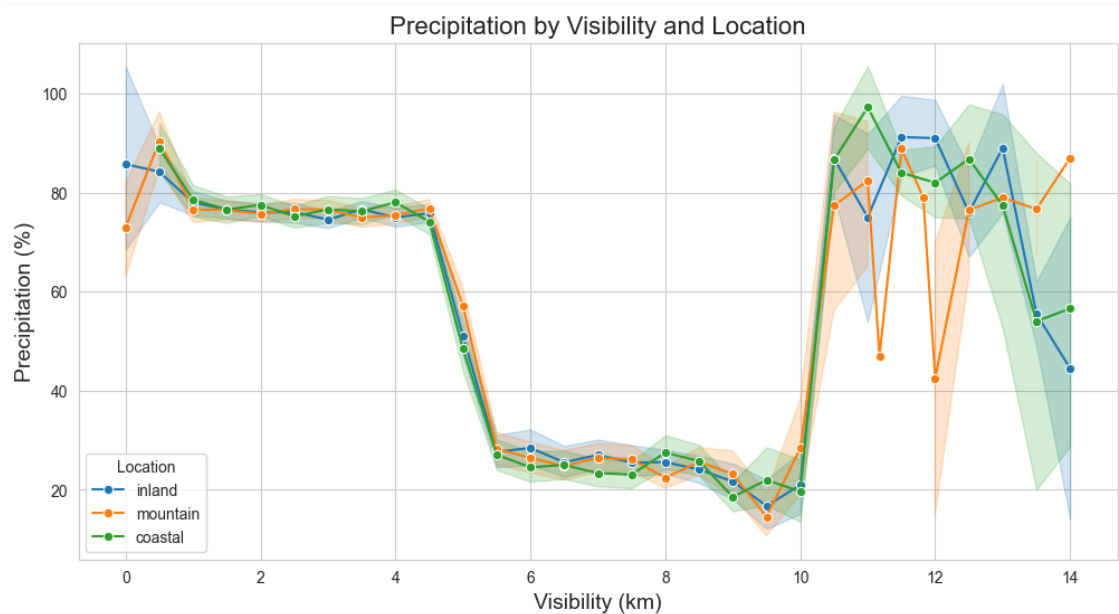 Precipitation by Visibility and Location
Precipitation (%)
100
80
60
40
20
Location
inland
mountain
coastal
0 2 4 6 8 10 12 14
Visibility (km)